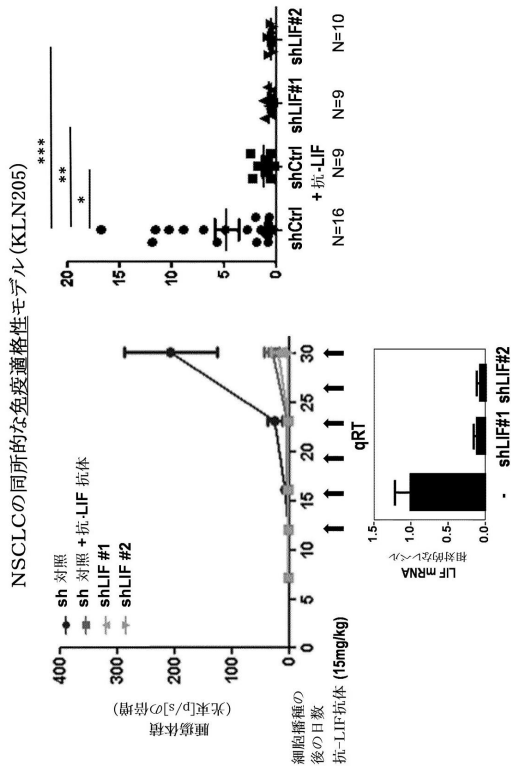 NSCLCの同所的な免疫適格性モデル(KLN205)
sh 対照
sh 対照 + 抗-LIF 抗体
shLIF #1
shLIF #2
腫瘍体積
(光束[p/s]の倍増)
400
300
200
100
0
0
5
8
12
15
19
23
25
30
細胞播種の
後の日数
抗-LIF抗体 (15mg/kg)
***
**
*
20
15
10
5
0
shCtrl
shCtrl
+ 抗-LIF
shLIF#1
shLIF#2
N=16
N=9
N=9
N=10
qRT
LIF mRNA
相対的なレベル
1.5
1.0
0.5
0.0
-
shLIF#1
shLIF#2